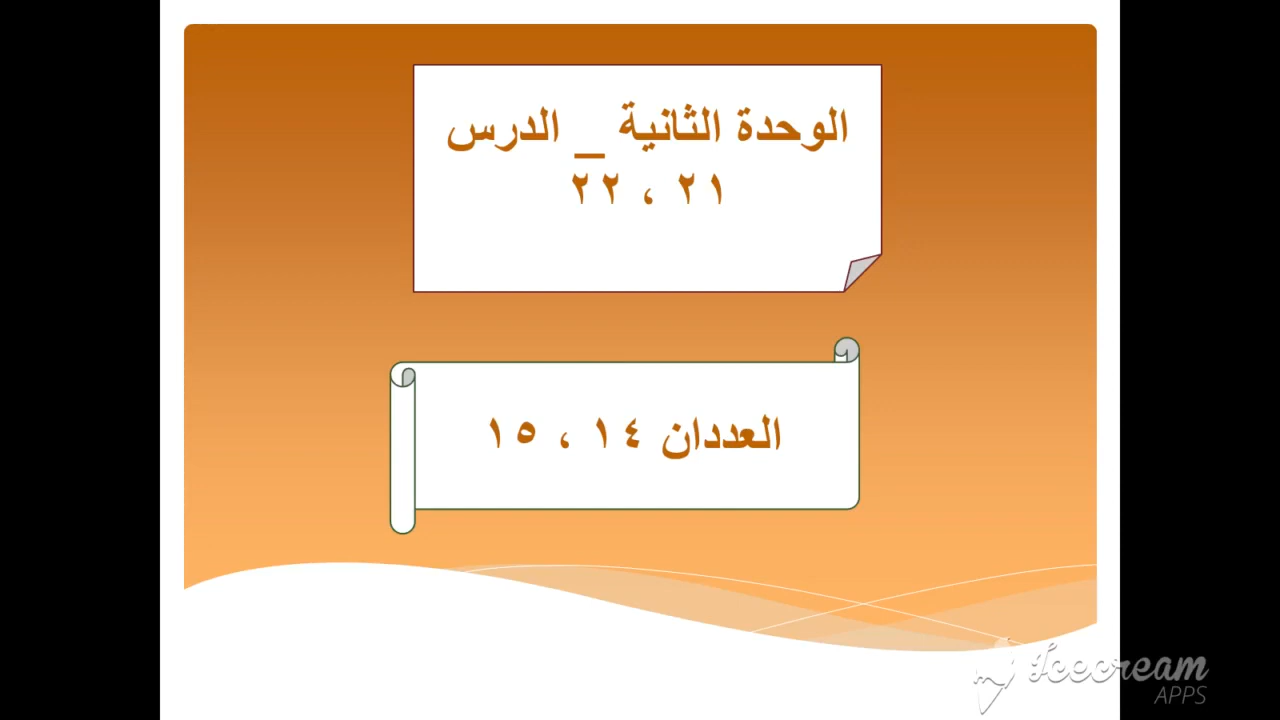 الوحدة الثانية _ الدرس
٢١ ، ٢٢
العددان ١٤ ، ١٥
Icecream
APPS